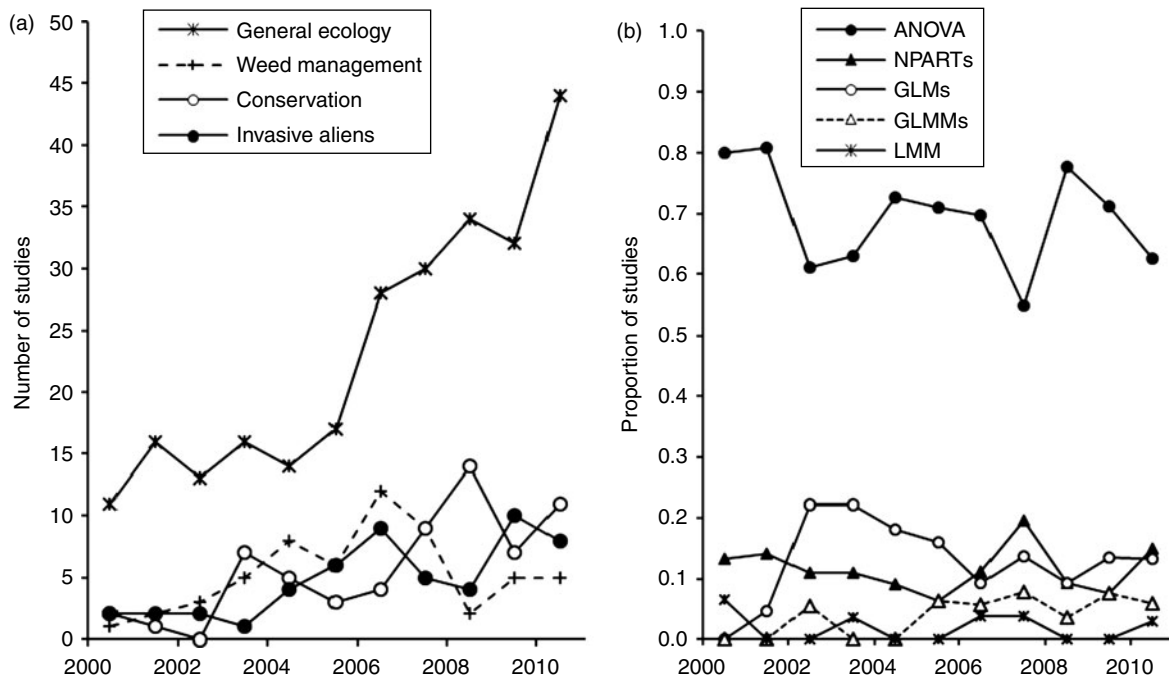 (a)
General ecology
Weed management
Conservation
Invasive aliens
Number of studies
50
45
40
35
30
25
20
15
10
5
0
2000 2002 2004 2006 2008 2010
(b)
ANOVA
NPARTs
GLMs
GLMMs
LMM
Proportion of studies
1.0
0.9
0.8
0.7
0.6
0.5
0.4
0.3
0.2
0.1
0.0
2000 2002 2004 2006 2008 2010